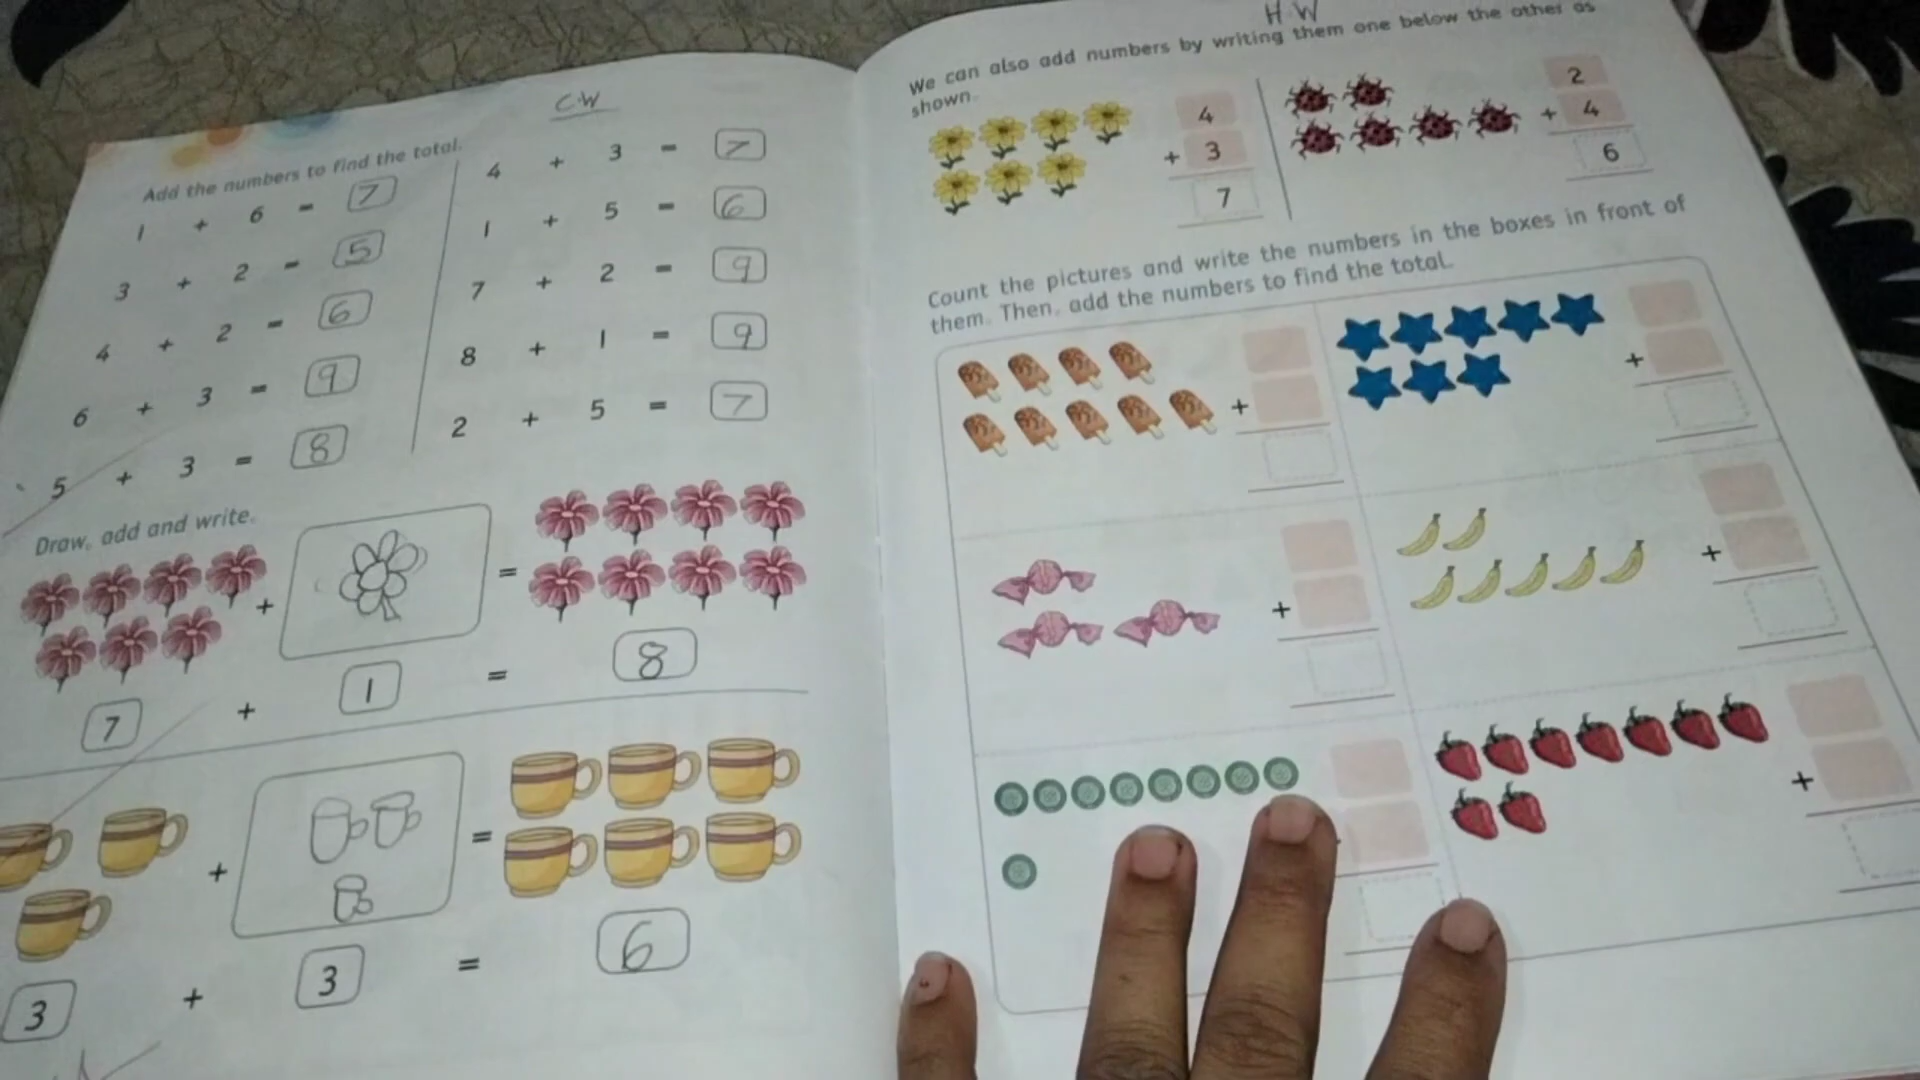 C.W
Add the numbers to find the total.
1 + 6 = 7
3 + 2 = 5
4 + 2 = 6
6 + 3 = 9
5 + 3 = 8
4 + 3 = 7
1 + 5 = 6
7 + 2 = 9
8 + 1 = 9
2 + 5 = 7
Draw, add and write.
+ =
7 + 1 = 8
+ =
3 + 3 = 6
H W
We can also add numbers by writing them one below the other as
shown.
4
+ 3
7
2
+ 4
6
Count the pictures and write the numbers in the boxes in front of
them. Then, add the numbers to find the total.
+
+
+
+
+